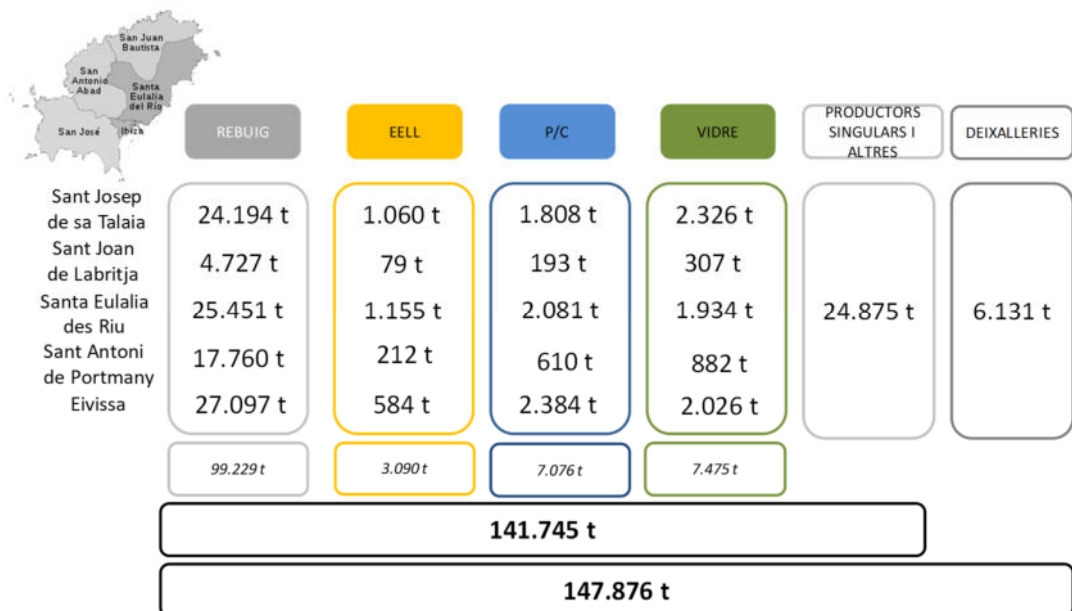 San Juan
Bautista
San
Antonio
Abad
Santa
Eulalia
del Río
San José
Ibiza
REBUIG
EELL
P/C
VIDRE
PRODUCTORS
SINGULARS I
ALTRES
DEIXALLERIES
Sant Josep
de sa Talaia
24.194 t
1.060 t
1.808 t
2.326 t
Sant Joan
de Labritja
4.727 t
79 t
193 t
307 t
Santa Eulalia
des Riu
25.451 t
1.155 t
2.081 t
1.934 t
24.875 t
6.131 t
Sant Antoni
de Portmany
17.760 t
212 t
610 t
882 t
Eivissa
27.097 t
584 t
2.384 t
2.026 t
99.229 t
3.090 t
7.076 t
7.475 t
141.745 t
147.876 t